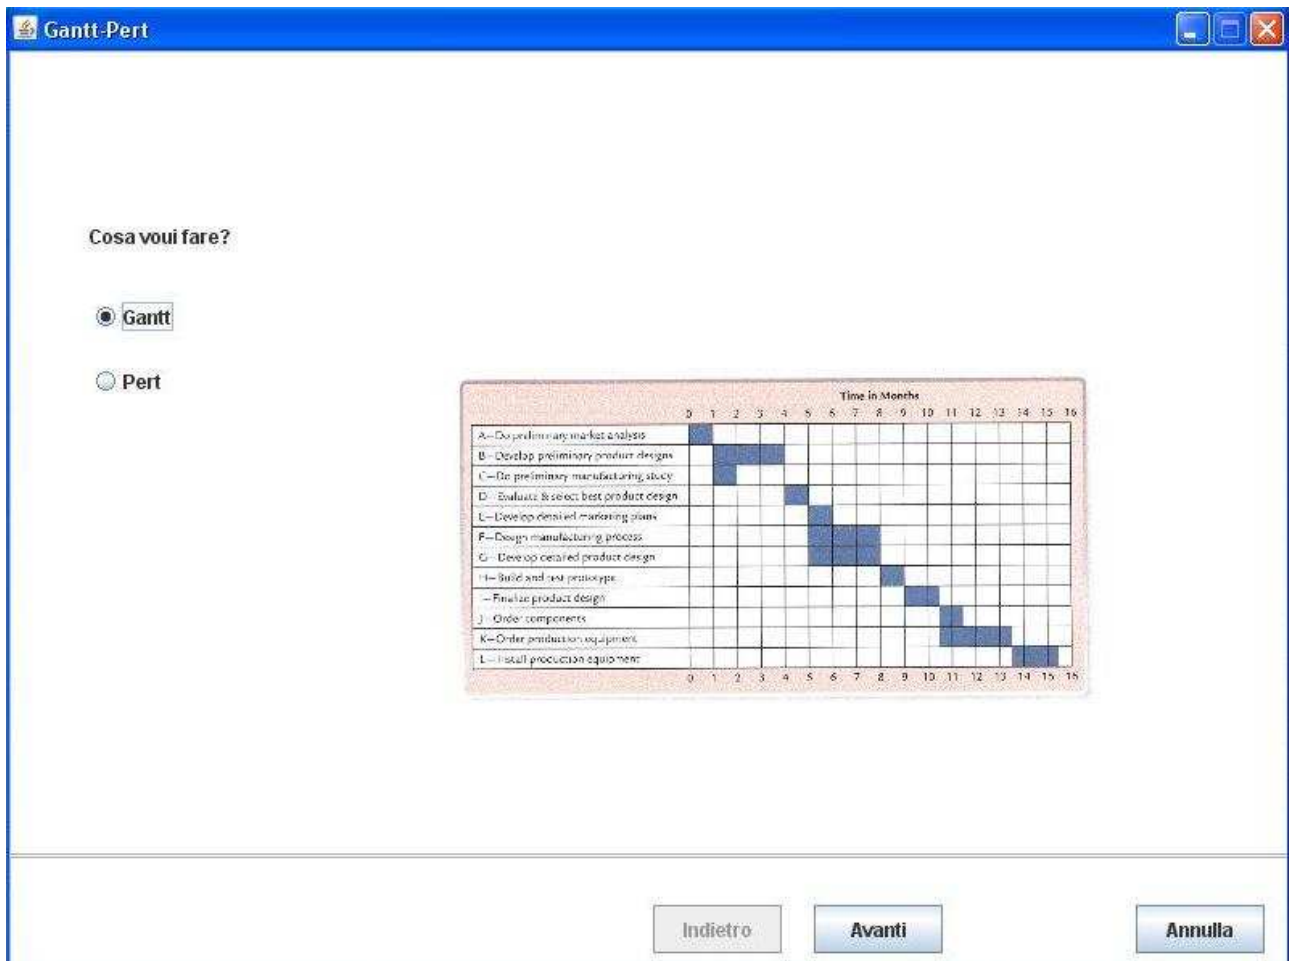 Gantt-Pert
Cosa voui fare?
Gantt
Pert
Time in Months
0 1 2 3 4 5 6 7 8 9 10 11 12 13 14 15 16
A—Do preliminary market analysis
B—Develop preliminary product designs
C—Do preliminary manufacturing study
D—Evaluate & select best product design
E—Develop detailed marketing plans
F—Design manufacturing process
G—Develop detailed product design
H—Build and test prototype
—Finalize product design
J—Order components
K—Order production equipment
L—Install production equipment
0 1 2 3 4 5 6 7 8 9 10 11 12 13 14 15 16
Indietro Avanti Annulla